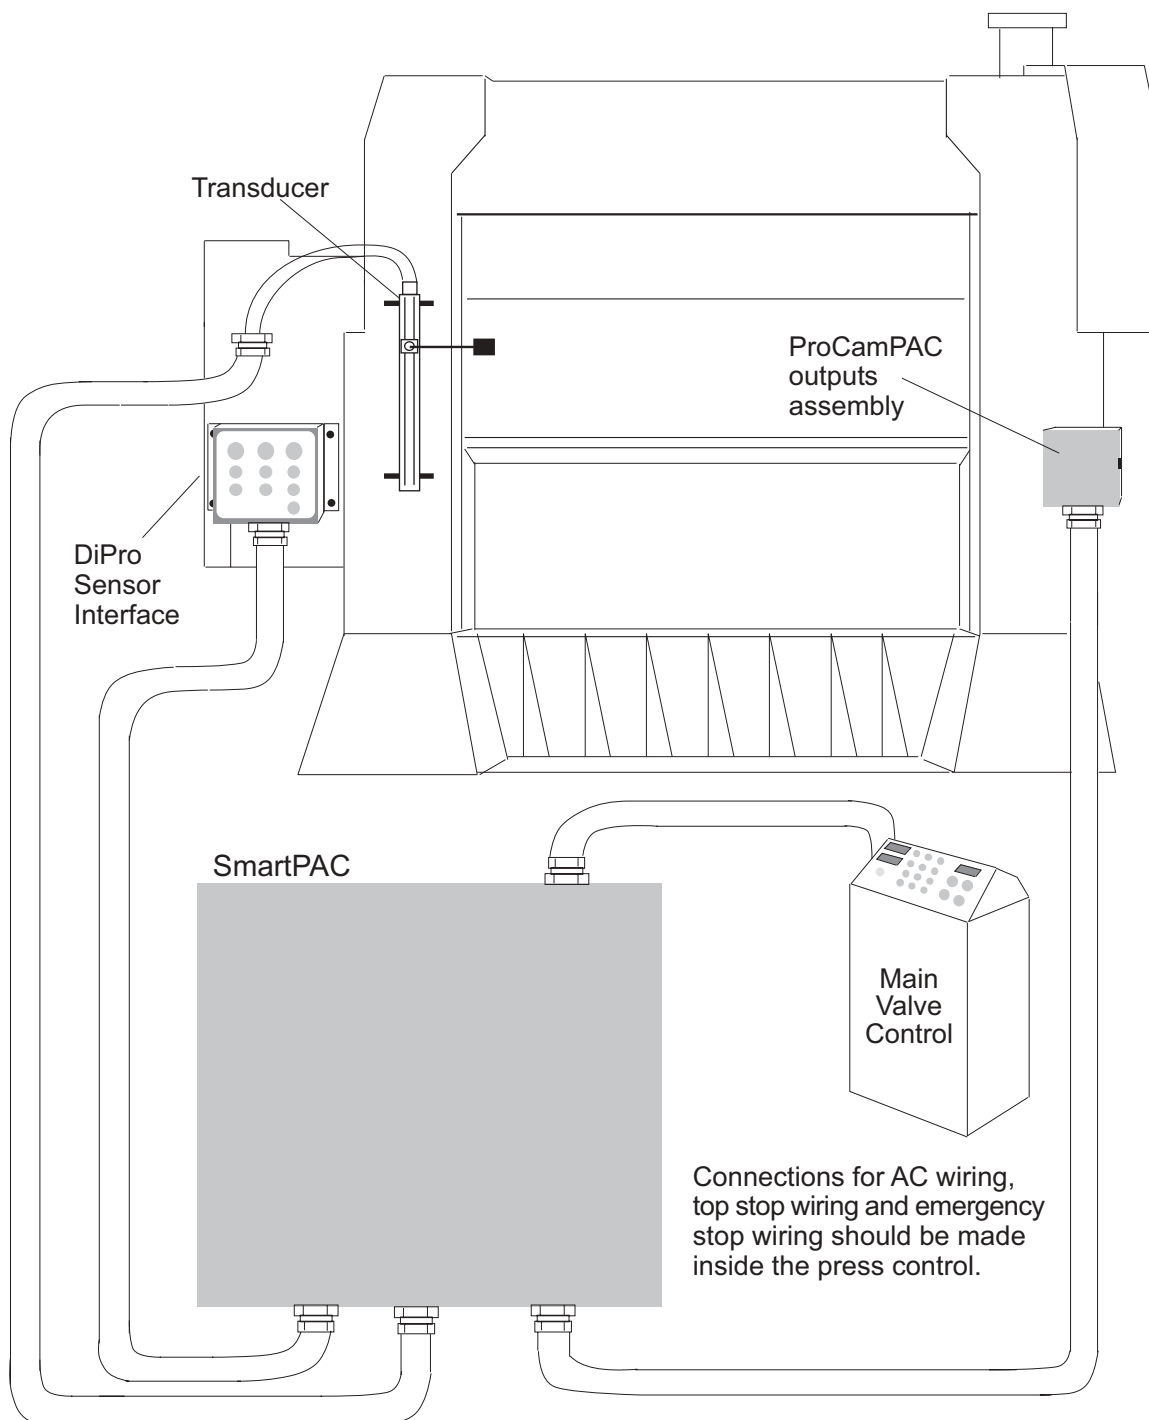 Transducer
ProCamPAC
outputs
assembly
DiPro
Sensor
Interface
SmartPAC
Main
Valve
Control
Connections for AC wiring,
top stop wiring and emergency
stop wiring should be made
inside the press control.